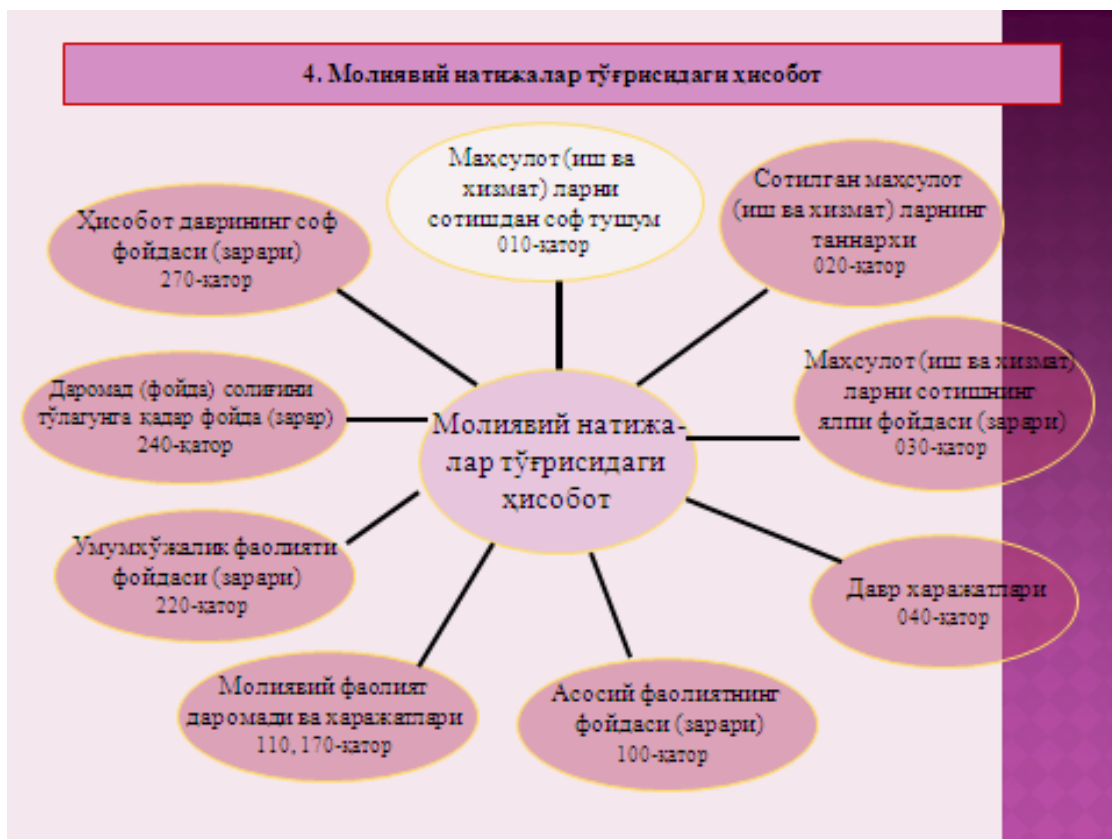 4. Молиявий натижалар тўғрисидаги ҳисобот
Маҳсулот (иш ва
хизмат) ларни
сотишдан соф тушум
010-қатор
Сотилган маҳсулот
(иш ва хизмат) ларнинг
таннархи
020-қатор
Маҳсулот (иш ва хизмат)
ларни сотишнинг
ялпи фойдаси (зарари)
030-қатор
Давр харажатлари
040-қатор
Асосий фаолиятнинг
фойдаси (зарари)
100-қатор
Молиявий фаолият
даромади ва харажатлари
110, 170-қатор
Умумхўжалик фаолияти
фойдаси (зарари)
220-қатор
Даромад (фойда) солиғини
тўлагунга қадар фойда (зарар)
240-қатор
Ҳисобот даврининг соф
фойдаси (зарари)
270-қатор
Молиявий натижа-
лар тўғрисидаги
ҳисобот